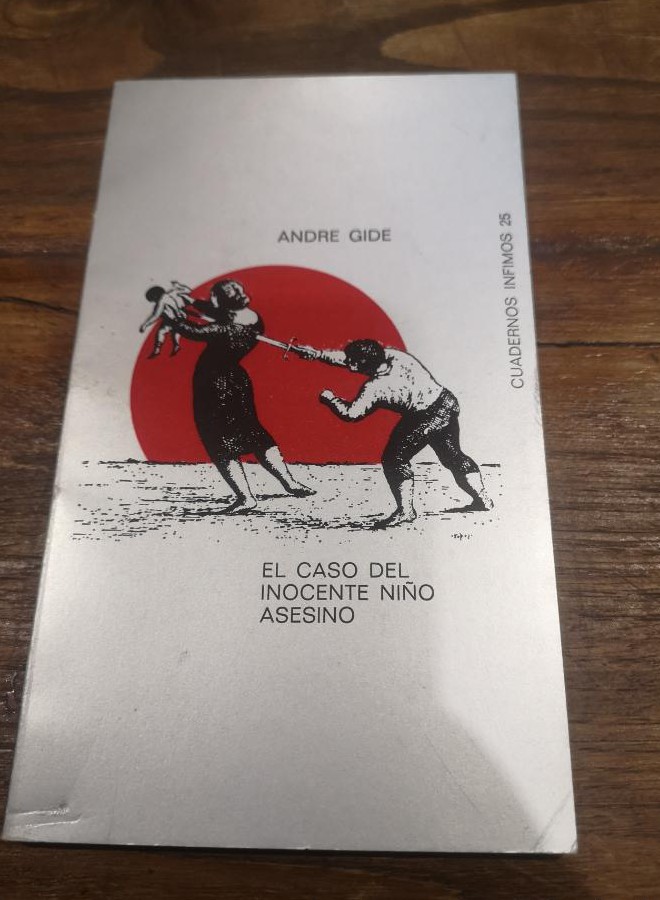 ANDRE GIDE
CUADERNOS INFIMOS 25
EL CASO DEL
INOCENTE NIÑO
ASESINO